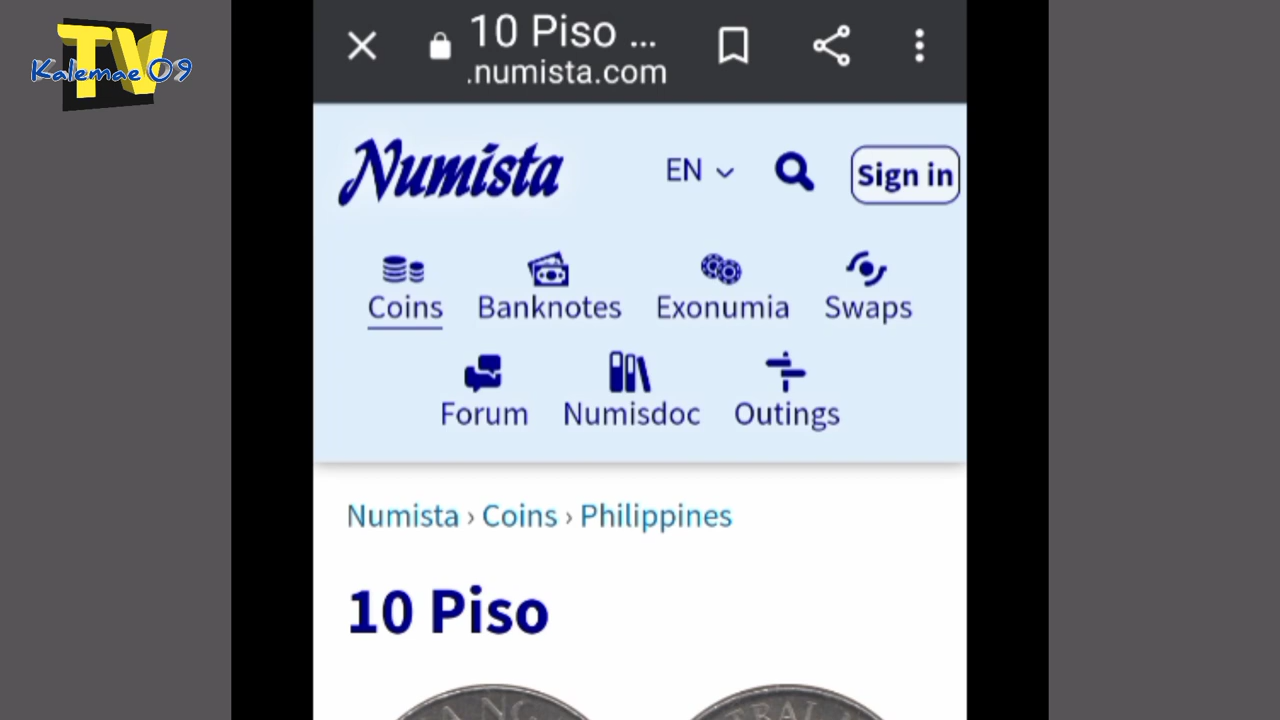 TV
Kalemae 09
10 Piso ...
.numista.com
Numista
EN
Sign in
Coins
Banknotes
Exonumia
Swaps
Forum
Numisdoc
Outings
Numista › Coins › Philippines
10 Piso